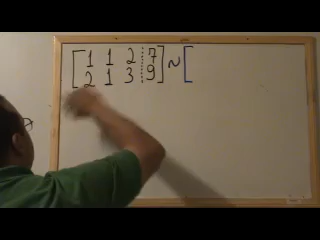 [ 1 1 2 ¦ 7 ] ~ [
[ 2 1 3 ¦ 9 ]